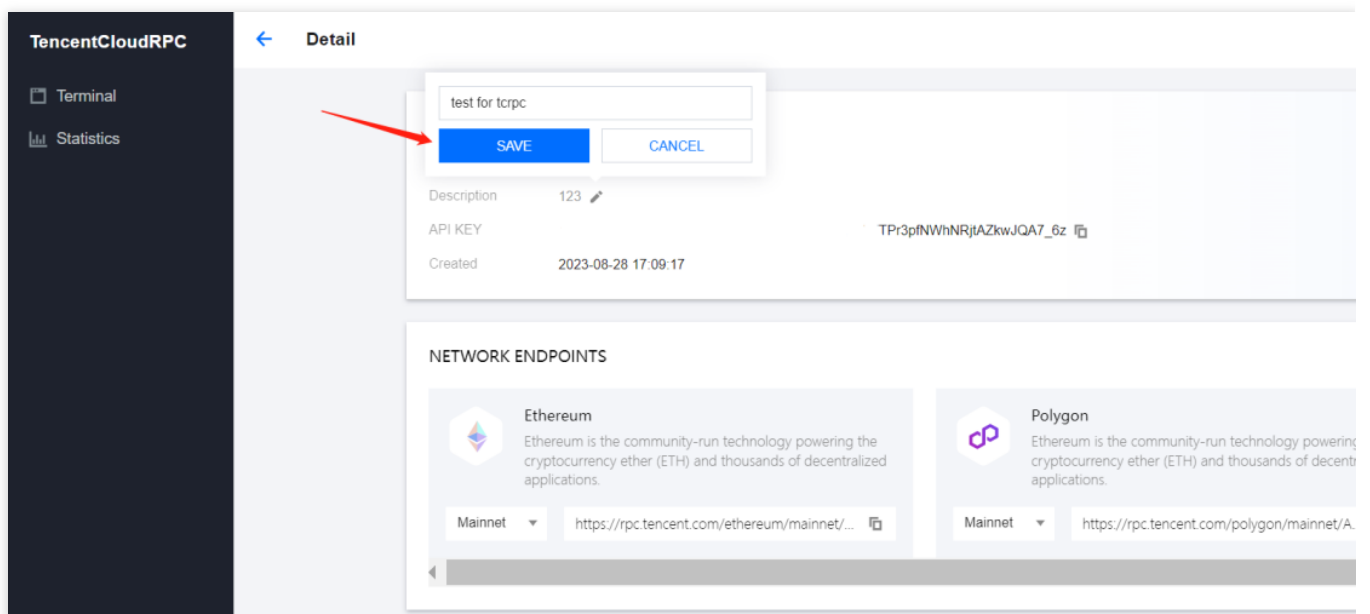 TencentCloudRPC
Detail
Terminal
Statistics
test for tcrpc
SAVE CANCEL
Description 123
API KEY TPr3pfNWhNRjtAZkwJQA7_6z
Created 2023-08-28 17:09:17
NETWORK ENDPOINTS
Ethereum
Ethereum is the community-run technology powering the
cryptocurrency ether (ETH) and thousands of decentralized
applications.
Mainnet https://rpc.tencent.com/ethereum/mainnet/...
Polygon
Ethereum is the community-run technology powering
cryptocurrency ether (ETH) and thousands of decentr
applications.
Mainnet https://rpc.tencent.com/polygon/mainnet/A.